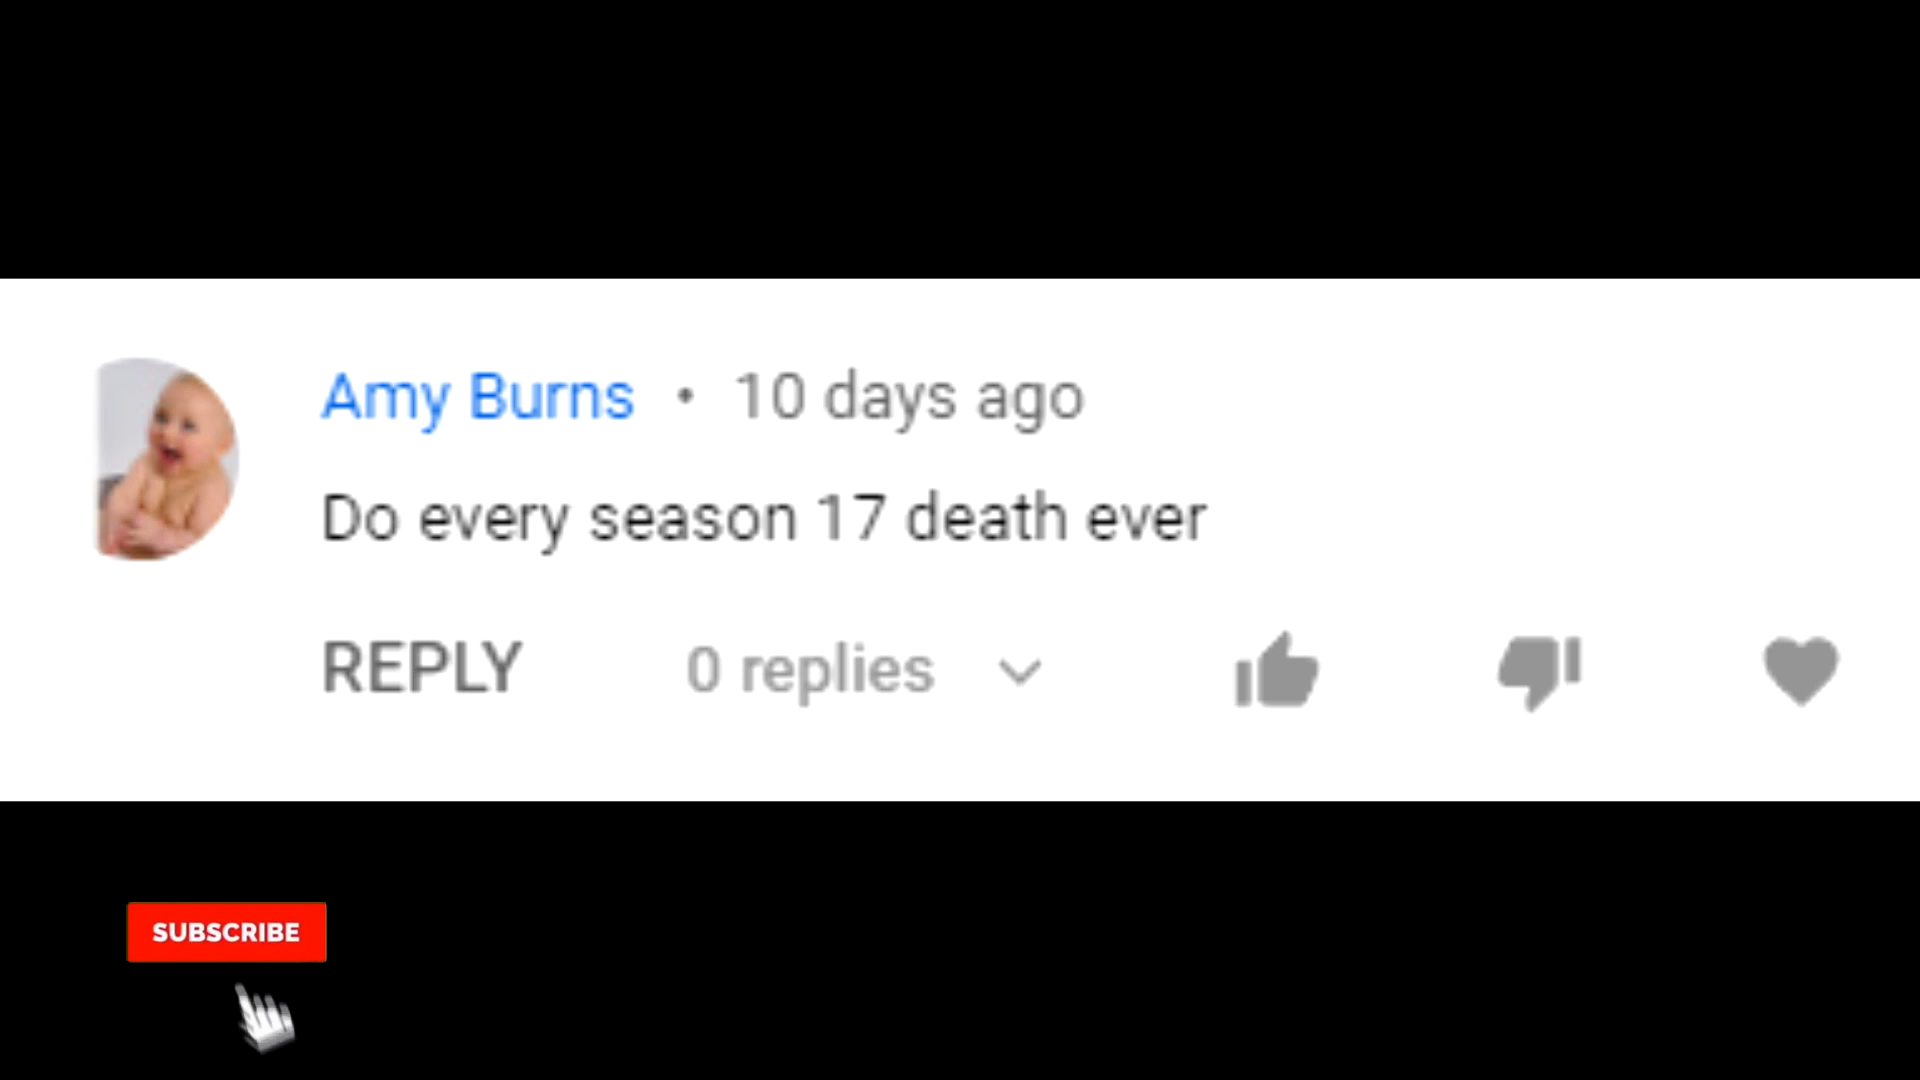 Amy Burns • 10 days ago
Do every season 17 death ever
REPLY 0 replies
SUBSCRIBE